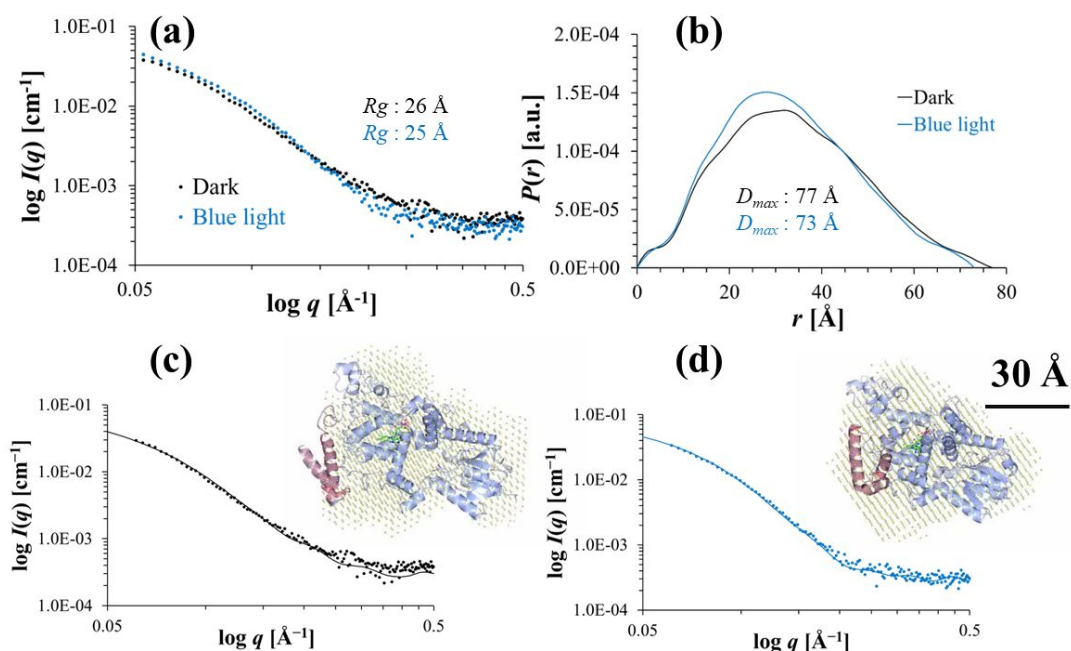 (a)
1.0E-01
1.0E-02
1.0E-03
1.0E-04
log I(q) [cm⁻¹]
Rg : 26 Å
Rg : 25 Å
Dark
Blue light
0.05
0.5
log q [Å⁻¹]
(b)
2.0E-04
1.5E-04
1.0E-04
5.0E-05
0.0E+00
P(r) [a.u.]
Dark
Blue light
Dmax : 77 Å
Dmax : 73 Å
0
20
40
60
80
r [Å]
(c)
1.0E-01
1.0E-02
1.0E-03
1.0E-04
log I(q) [cm⁻¹]
0.05
0.5
log q [Å⁻¹]
(d)
30 Å
1.0E-01
1.0E-02
1.0E-03
1.0E-04
log I(q) [cm⁻¹]
0.05
0.5
log q [Å⁻¹]